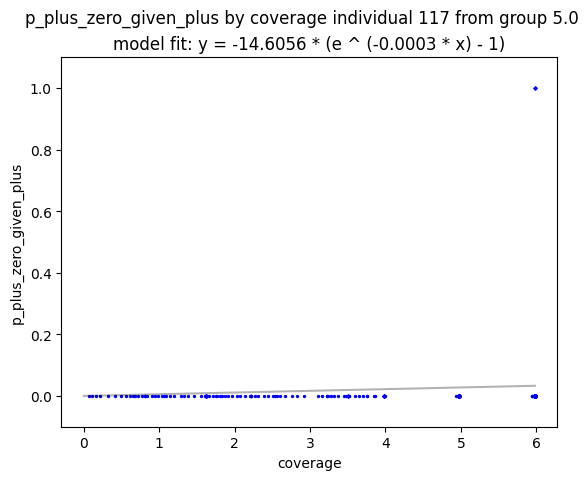 p_plus_zero_given_plus by coverage individual 117 from group 5.0
model fit: y = -14.6056 * (e ^ (-0.0003 * x) - 1)
1.0
0.8
0.6
0.4
0.2
0.0
p_plus_zero_given_plus
0 1 2 3 4 5 6
coverage